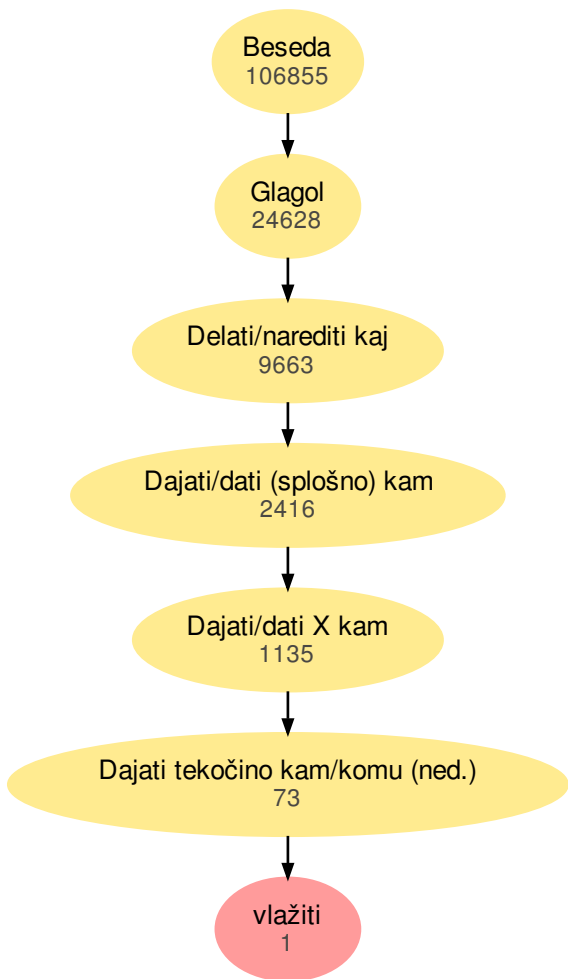 Beseda
106855
Glagol
24628
Delati/narediti kaj
9663
Dajati/dati (splošno) kam
2416
Dajati/dati X kam
1135
Dajati tekočino kam/komu (ned.)
73
vlažiti
1